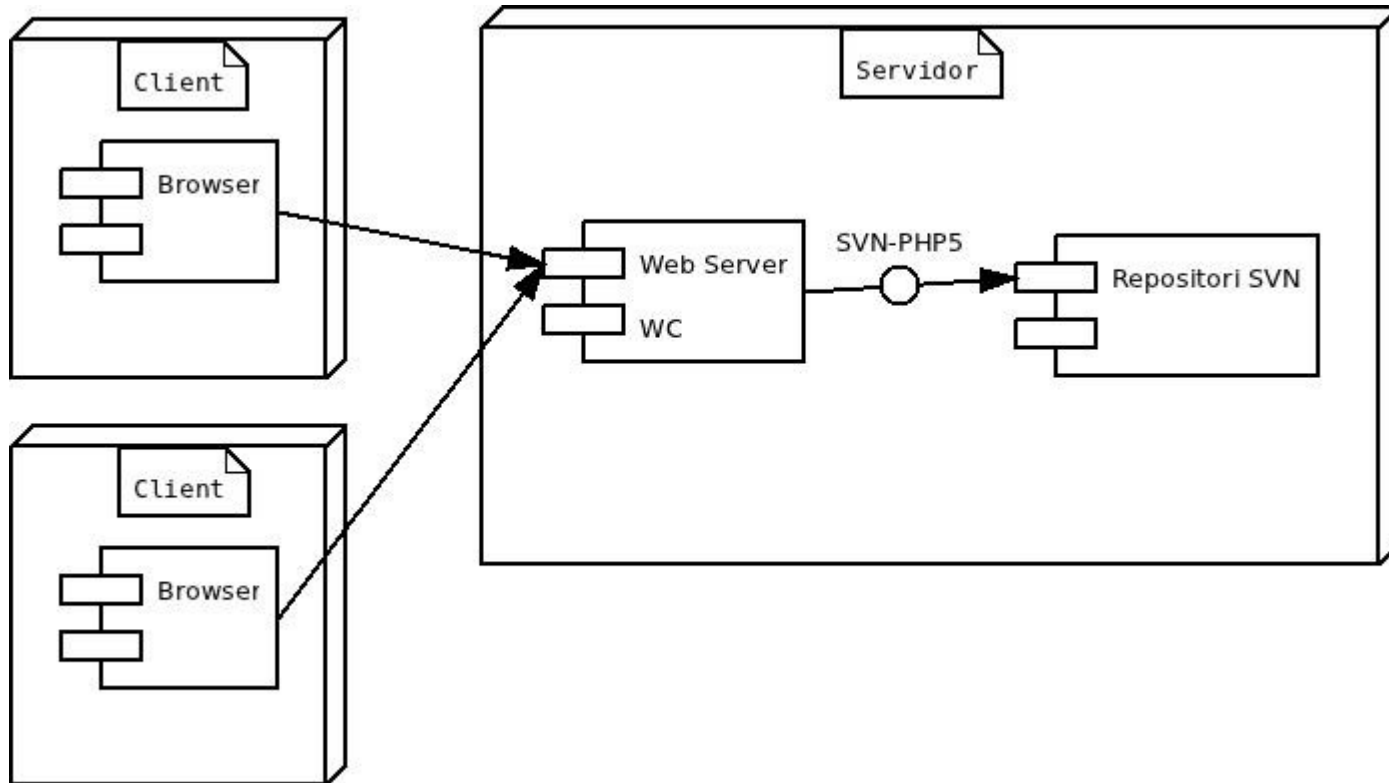 Client
Browser
Servidor
Web Server
WC
SVN-PHP5
Repositori SVN
Client
Browser